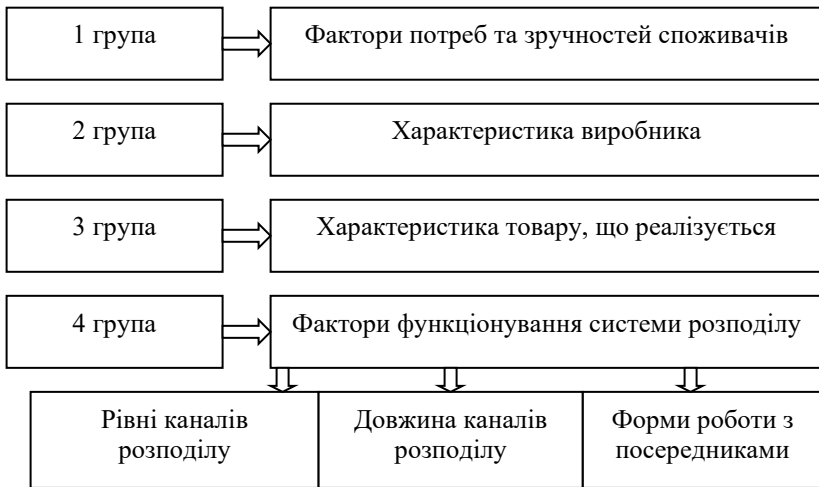 1 група
Фактори потреб та зручностей споживачів
2 група
Характеристика виробника
3 група
Характеристика товару, що реалізується
4 група
Фактори функціонування системи розподілу
Рівні каналів
розподілу
Довжина каналів
розподілу
Форми роботи з
посередниками